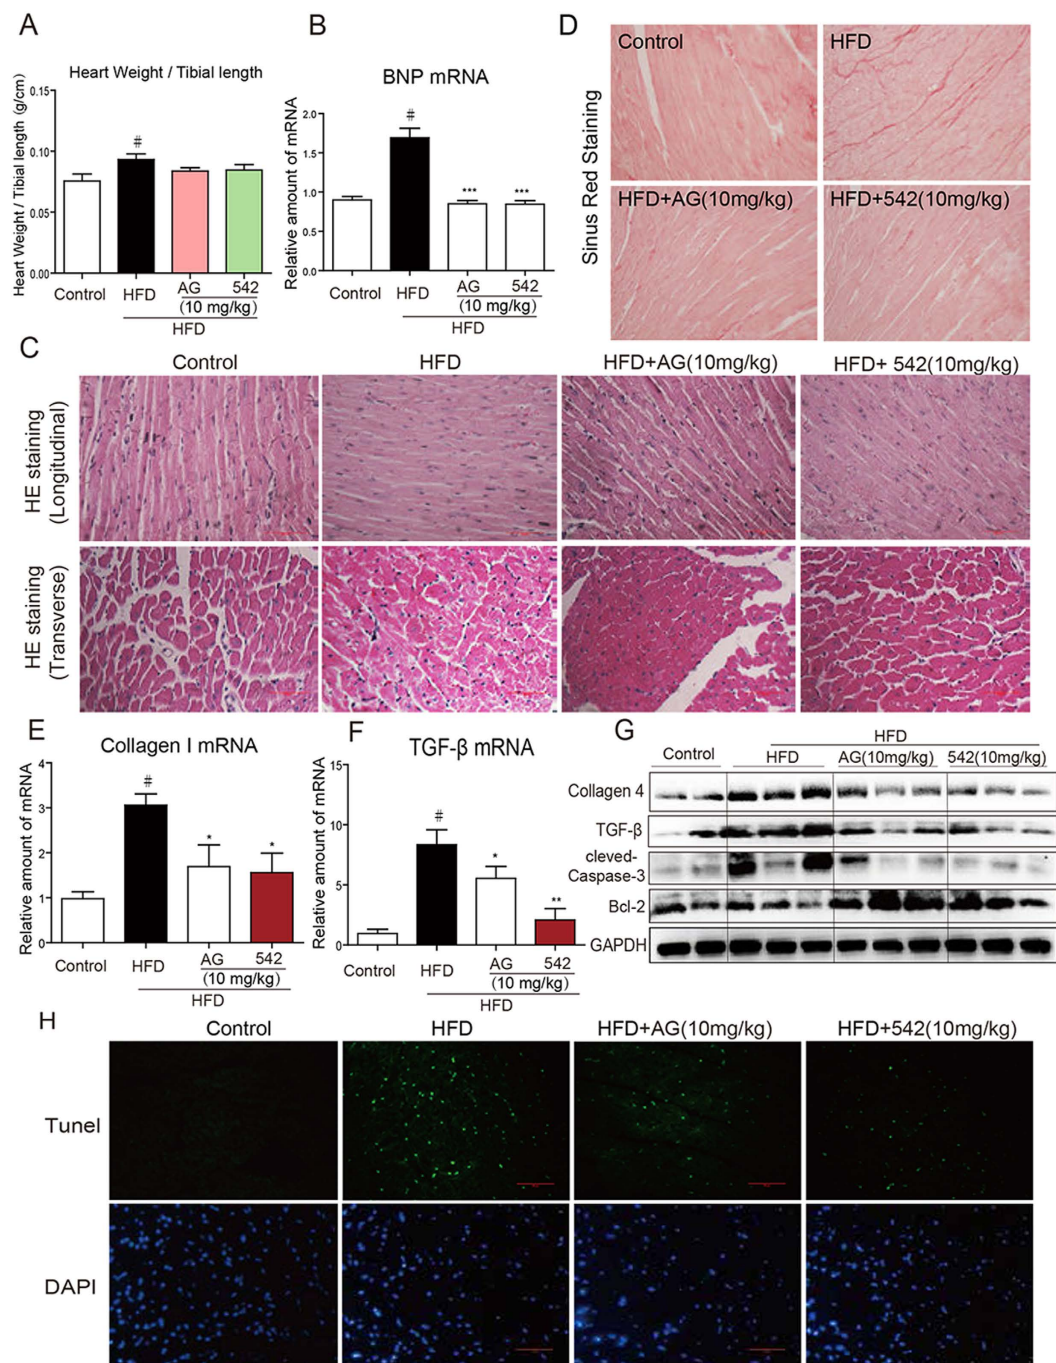 A
Heart Weight / Tibial length
Heart Weight / Tibial length (g/cm)
0.15
0.10
0.05
0.00
#
Control
HFD
AG
542
(10 mg/kg)
HFD
B
BNP mRNA
Relative amount of mRNA
2.0
1.5
1.0
0.5
0.0
#
***
***
Control
HFD
AG
542
(10 mg/kg)
HFD
D
Sinus Red Staining
Control
HFD
HFD+AG(10mg/kg)
HFD+542(10mg/kg)
C
Control
HFD
HFD+AG(10mg/kg)
HFD+ 542(10mg/kg)
HE staining
(Longitudinal)
HE staining
(Transverse)
E
Collagen I mRNA
Relative amount of mRNA
4
3
2
1
0
#
*
*
Control
HFD
AG
542
(10 mg/kg)
HFD
F
TGF-β mRNA
Relative amount of mRNA
15
10
5
0
#
*
**
Control
HFD
AG
542
(10 mg/kg)
HFD
G
HFD
Control
HFD
AG(10mg/kg)
542(10mg/kg)
Collagen 4
TGF-β
cleved-
Caspase-3
Bcl-2
GAPDH
H
Control
HFD
HFD+AG(10mg/kg)
HFD+542(10mg/kg)
Tunel
DAPI